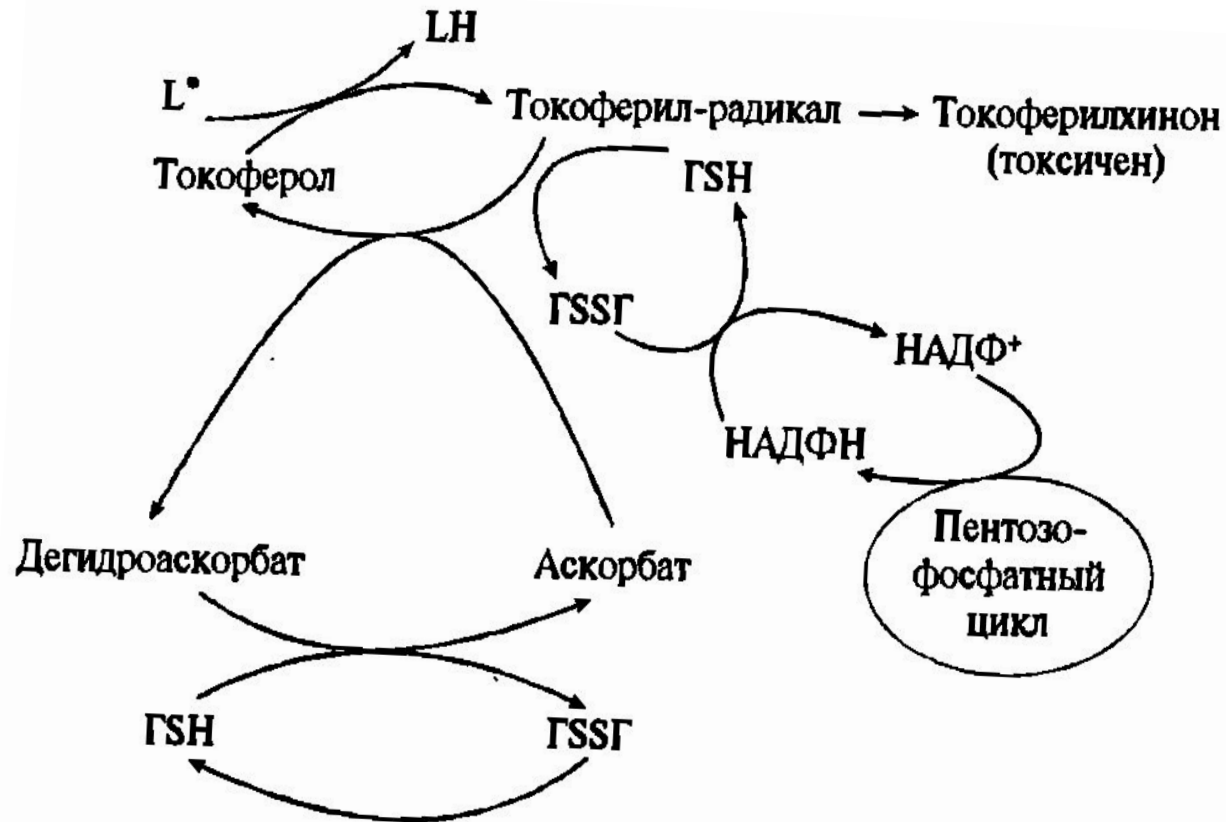 LH
L•
Токоферил-радикал
Токоферилхинон
(токсичен)
Токоферол
ГSH
ГSSГ
НАДФ⁺
НАДФН
Пентозо-
фосфатный
цикл
Дегидроаскорбат
Аскорбат
ГSH
ГSSГ